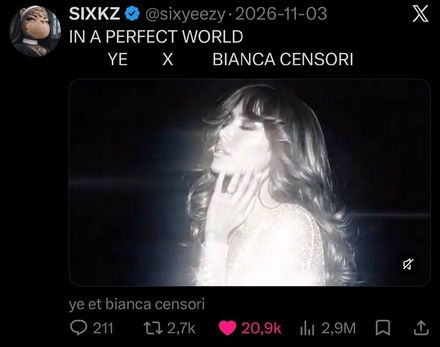 SIXKZ @sixyeezy · 2026-11-03
IN A PERFECT WORLD
YE X BIANCA CENSORI
ye et bianca censori
211 2,7k 20,9k 2,9M